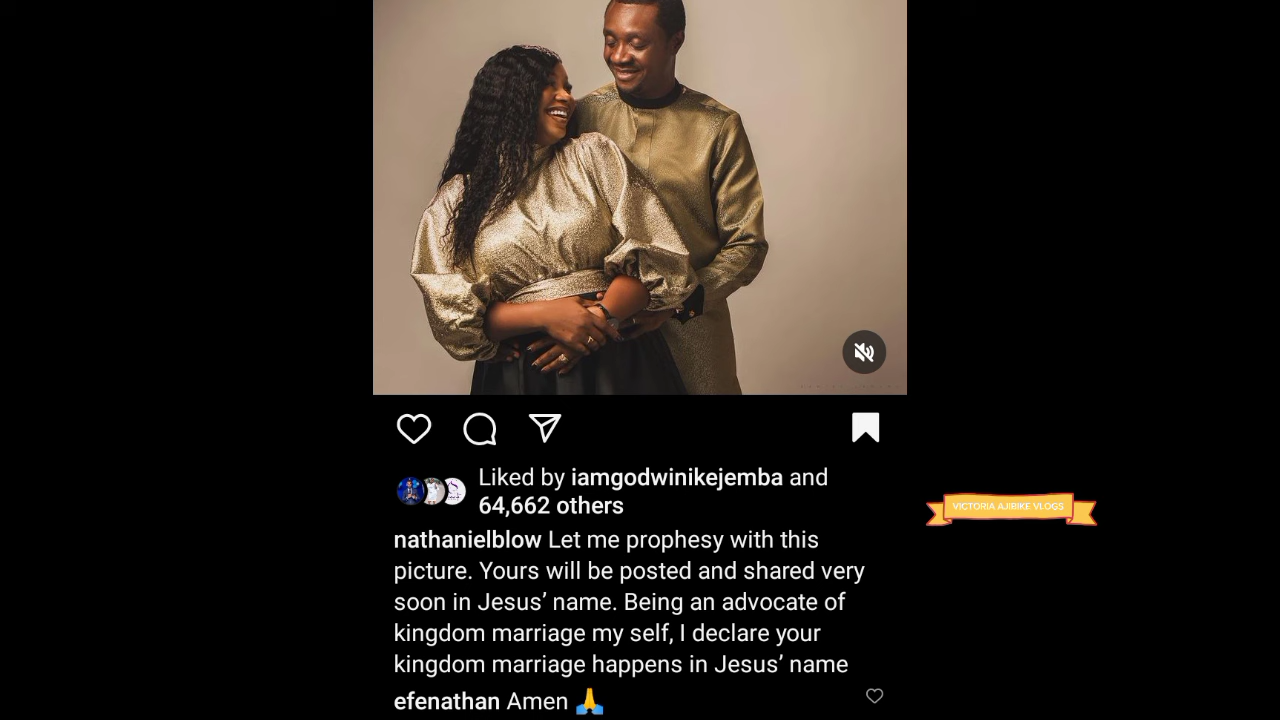 Liked by iamgodwinikejemba and
64,662 others
nathanielblow Let me prophesy with this
picture. Yours will be posted and shared very
soon in Jesus’ name. Being an advocate of
kingdom marriage my self, I declare your
kingdom marriage happens in Jesus’ name
efenathan Amen 🙏
VICTORIA AJIBIKE VLOGS